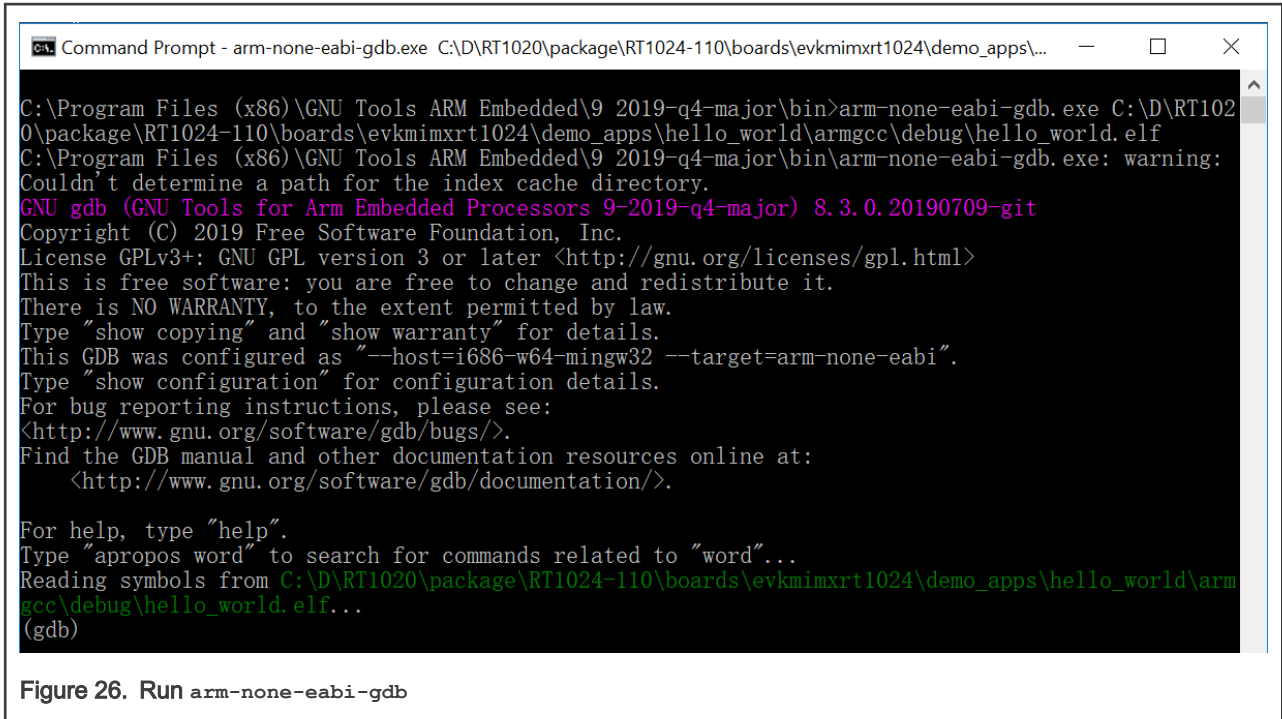 Command Prompt - arm-none-eabi-gdb.exe C:\D\RT1020\package\RT1024-110\boards\evkmimxrt1024\demo_apps\...
C:\Program Files (x86)\GNU Tools ARM Embedded\9 2019-q4-major\bin>arm-none-eabi-gdb.exe C:\D\RT102
0\package\RT1024-110\boards\evkmimxrt1024\demo_apps\hello_world\armgcc\debug\hello_world.elf
C:\Program Files (x86)\GNU Tools ARM Embedded\9 2019-q4-major\bin\arm-none-eabi-gdb.exe: warning:
Couldn't determine a path for the index cache directory.
GNU gdb (GNU Tools for Arm Embedded Processors 9-2019-q4-major) 8.3.0.20190709-git
Copyright (C) 2019 Free Software Foundation, Inc.
License GPLv3+: GNU GPL version 3 or later <http://gnu.org/licenses/gpl.html>
This is free software: you are free to change and redistribute it.
There is NO WARRANTY, to the extent permitted by law.
Type "show copying" and "show warranty" for details.
This GDB was configured as "--host=i686-w64-mingw32 --target=arm-none-eabi".
Type "show configuration" for configuration details.
For bug reporting instructions, please see:
<http://www.gnu.org/software/gdb/bugs/>.
Find the GDB manual and other documentation resources online at:
    <http://www.gnu.org/software/gdb/documentation/>.
For help, type "help".
Type "apropos word" to search for commands related to "word"...
Reading symbols from C:\D\RT1020\package\RT1024-110\boards\evkmimxrt1024\demo_apps\hello_world\arm
gcc\debug\hello_world.elf...
(gdb)
Figure 26. Run arm-none-eabi-gdb